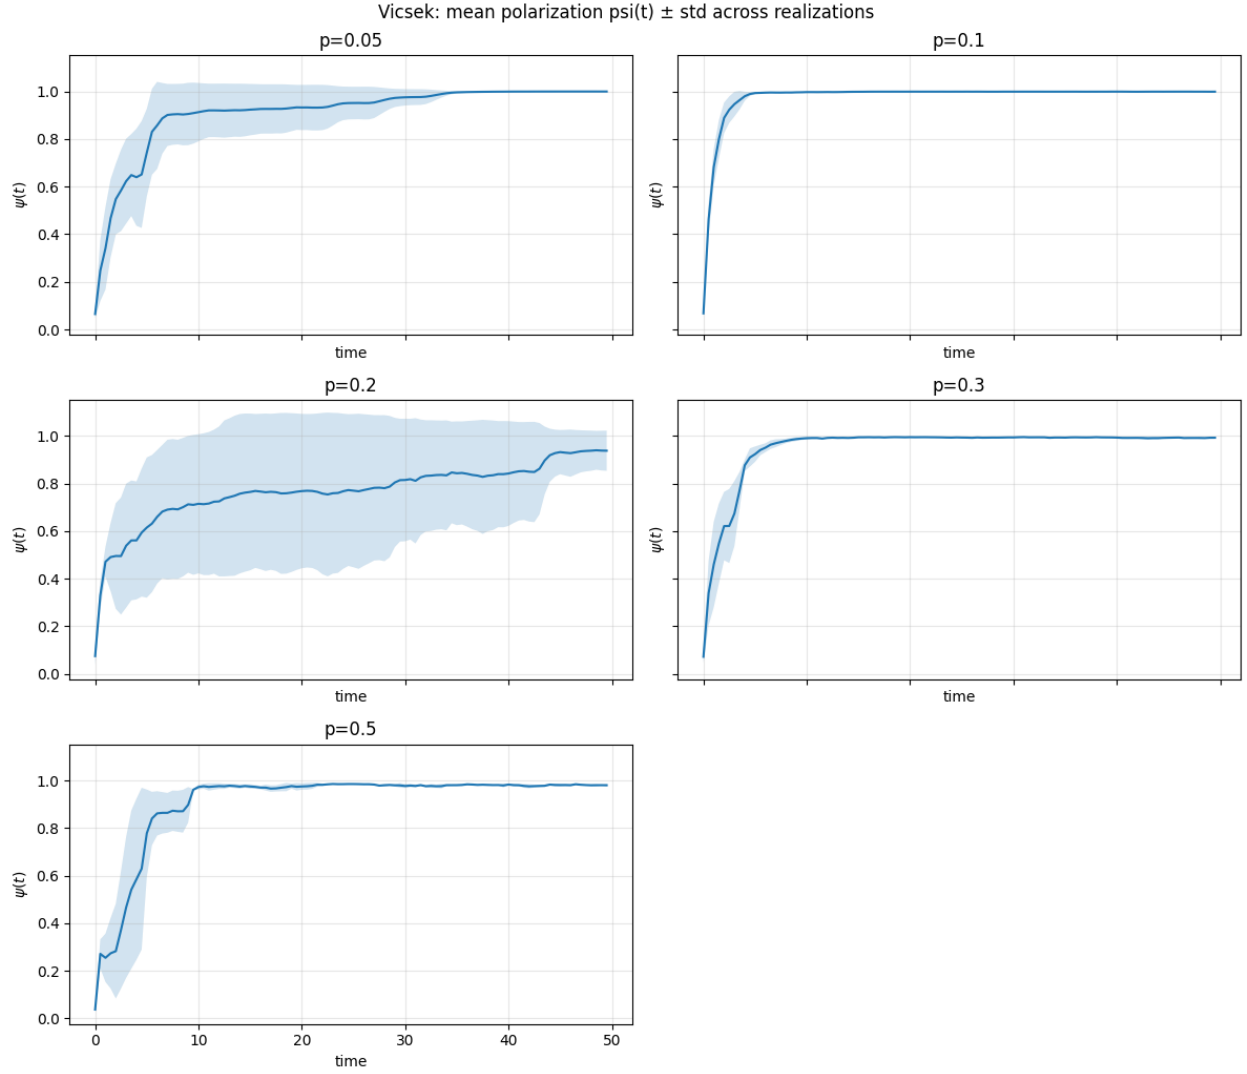 Vicsek: mean polarization psi(t) ± std across realizations
p=0.05
1.0
0.8
0.6
0.4
0.2
0.0
ψ(t)
time
p=0.1
ψ(t)
time
p=0.2
1.0
0.8
0.6
0.4
0.2
0.0
ψ(t)
time
p=0.3
ψ(t)
time
p=0.5
1.0
0.8
0.6
0.4
0.2
0.0
ψ(t)
0 10 20 30 40 50
time